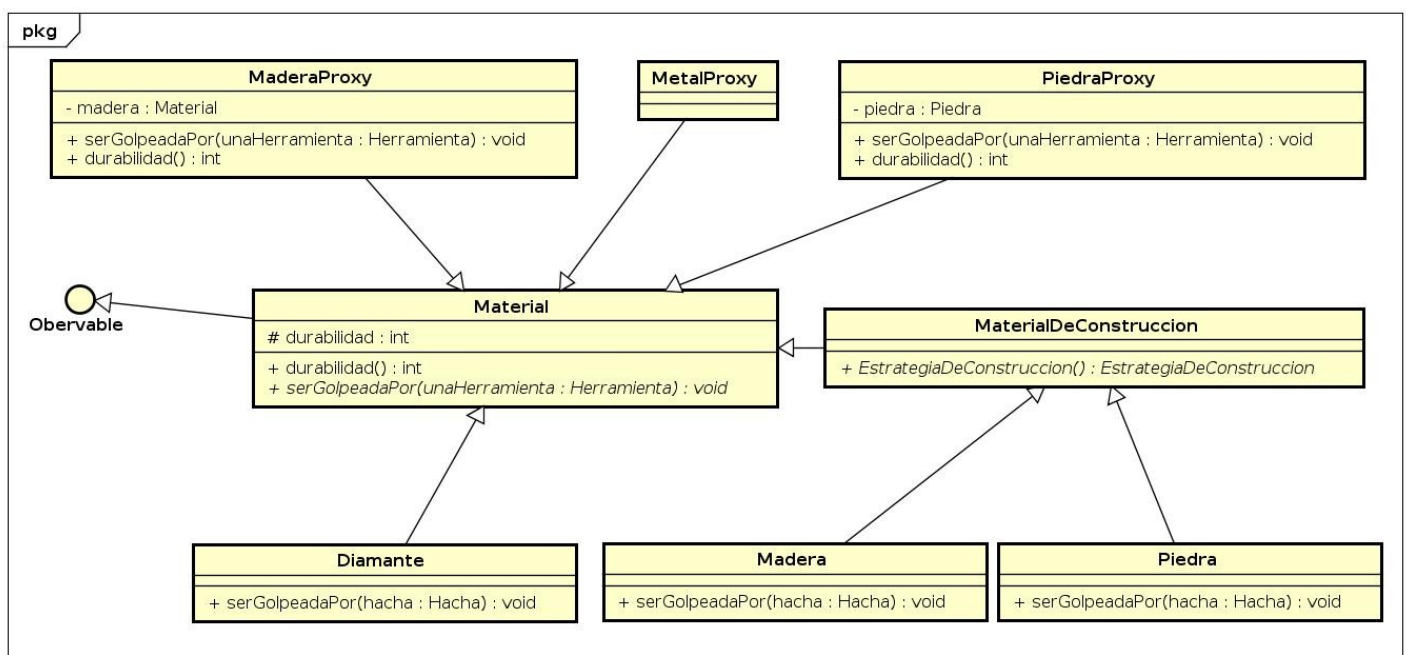 pkg
MaderaProxy
- madera : Material
+ serGolpeadaPor(unaHerramienta : Herramienta) : void
+ durabilidad() : int
MetalProxy
PiedraProxy
- piedra : Piedra
+ serGolpeadaPor(unaHerramienta : Herramienta) : void
+ durabilidad() : int
Obervable
Material
# durabilidad : int
+ durabilidad() : int
+ serGolpeadaPor(unaHerramienta : Herramienta) : void
MaterialDeConstruccion
+ EstrategiaDeConstruccion() : EstrategiaDeConstruccion
Diamante
+ serGolpeadaPor(hacha : Hacha) : void
Madera
+ serGolpeadaPor(hacha : Hacha) : void
Piedra
+ serGolpeadaPor(hacha : Hacha) : void